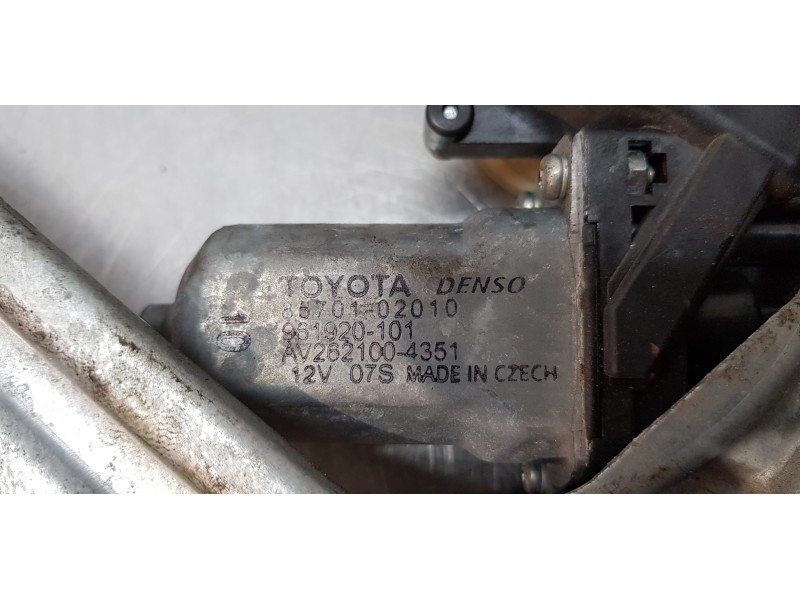 TOYOTA DENSO
85701-02010
961920-101
AV262100-4351
12V 07S MADE IN CZECH
10